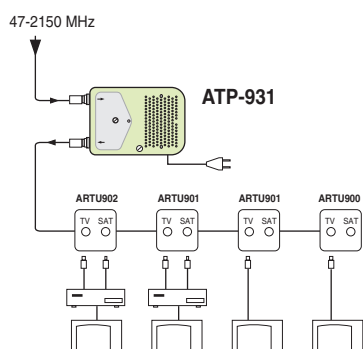 47-2150 MHz
ATP-931
ARTU902 ARTU901 ARTU901 ARTU900
TV SAT TV SAT TV SAT TV SAT